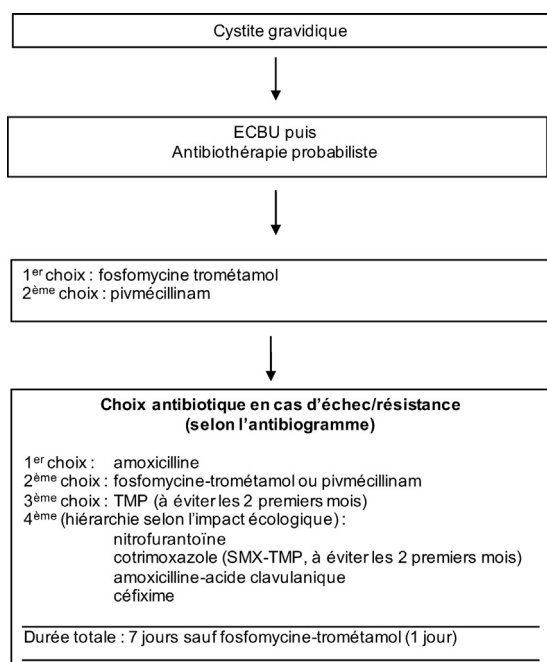 Cystite gravidique
ECBU puis
Antibiothérapie probabiliste
1er choix : fosfomycine trométamol
2ème choix : pivmécillinam
Choix antibiotique en cas d'échec/résistance
(selon l'antibiogramme)
1er choix : amoxicilline
2ème choix : fosfomycine-trométamol ou pivmécillinam
3ème choix : TMP (à éviter les 2 premiers mois)
4ème (hiérarchie selon l'impact écologique) :
nitrofurantoïne
cotrimoxazole (SMX-TMP, à éviter les 2 premiers mois)
amoxicilline-acide clavulanique
céfixime
Durée totale : 7 jours sauf fosfomycine-trométamol (1 jour)